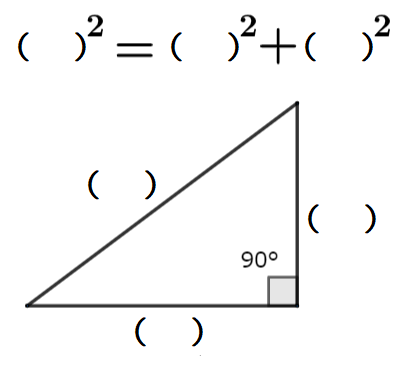 (  )² = (  )² + (  )²
(  )
(  )
90°
(  )